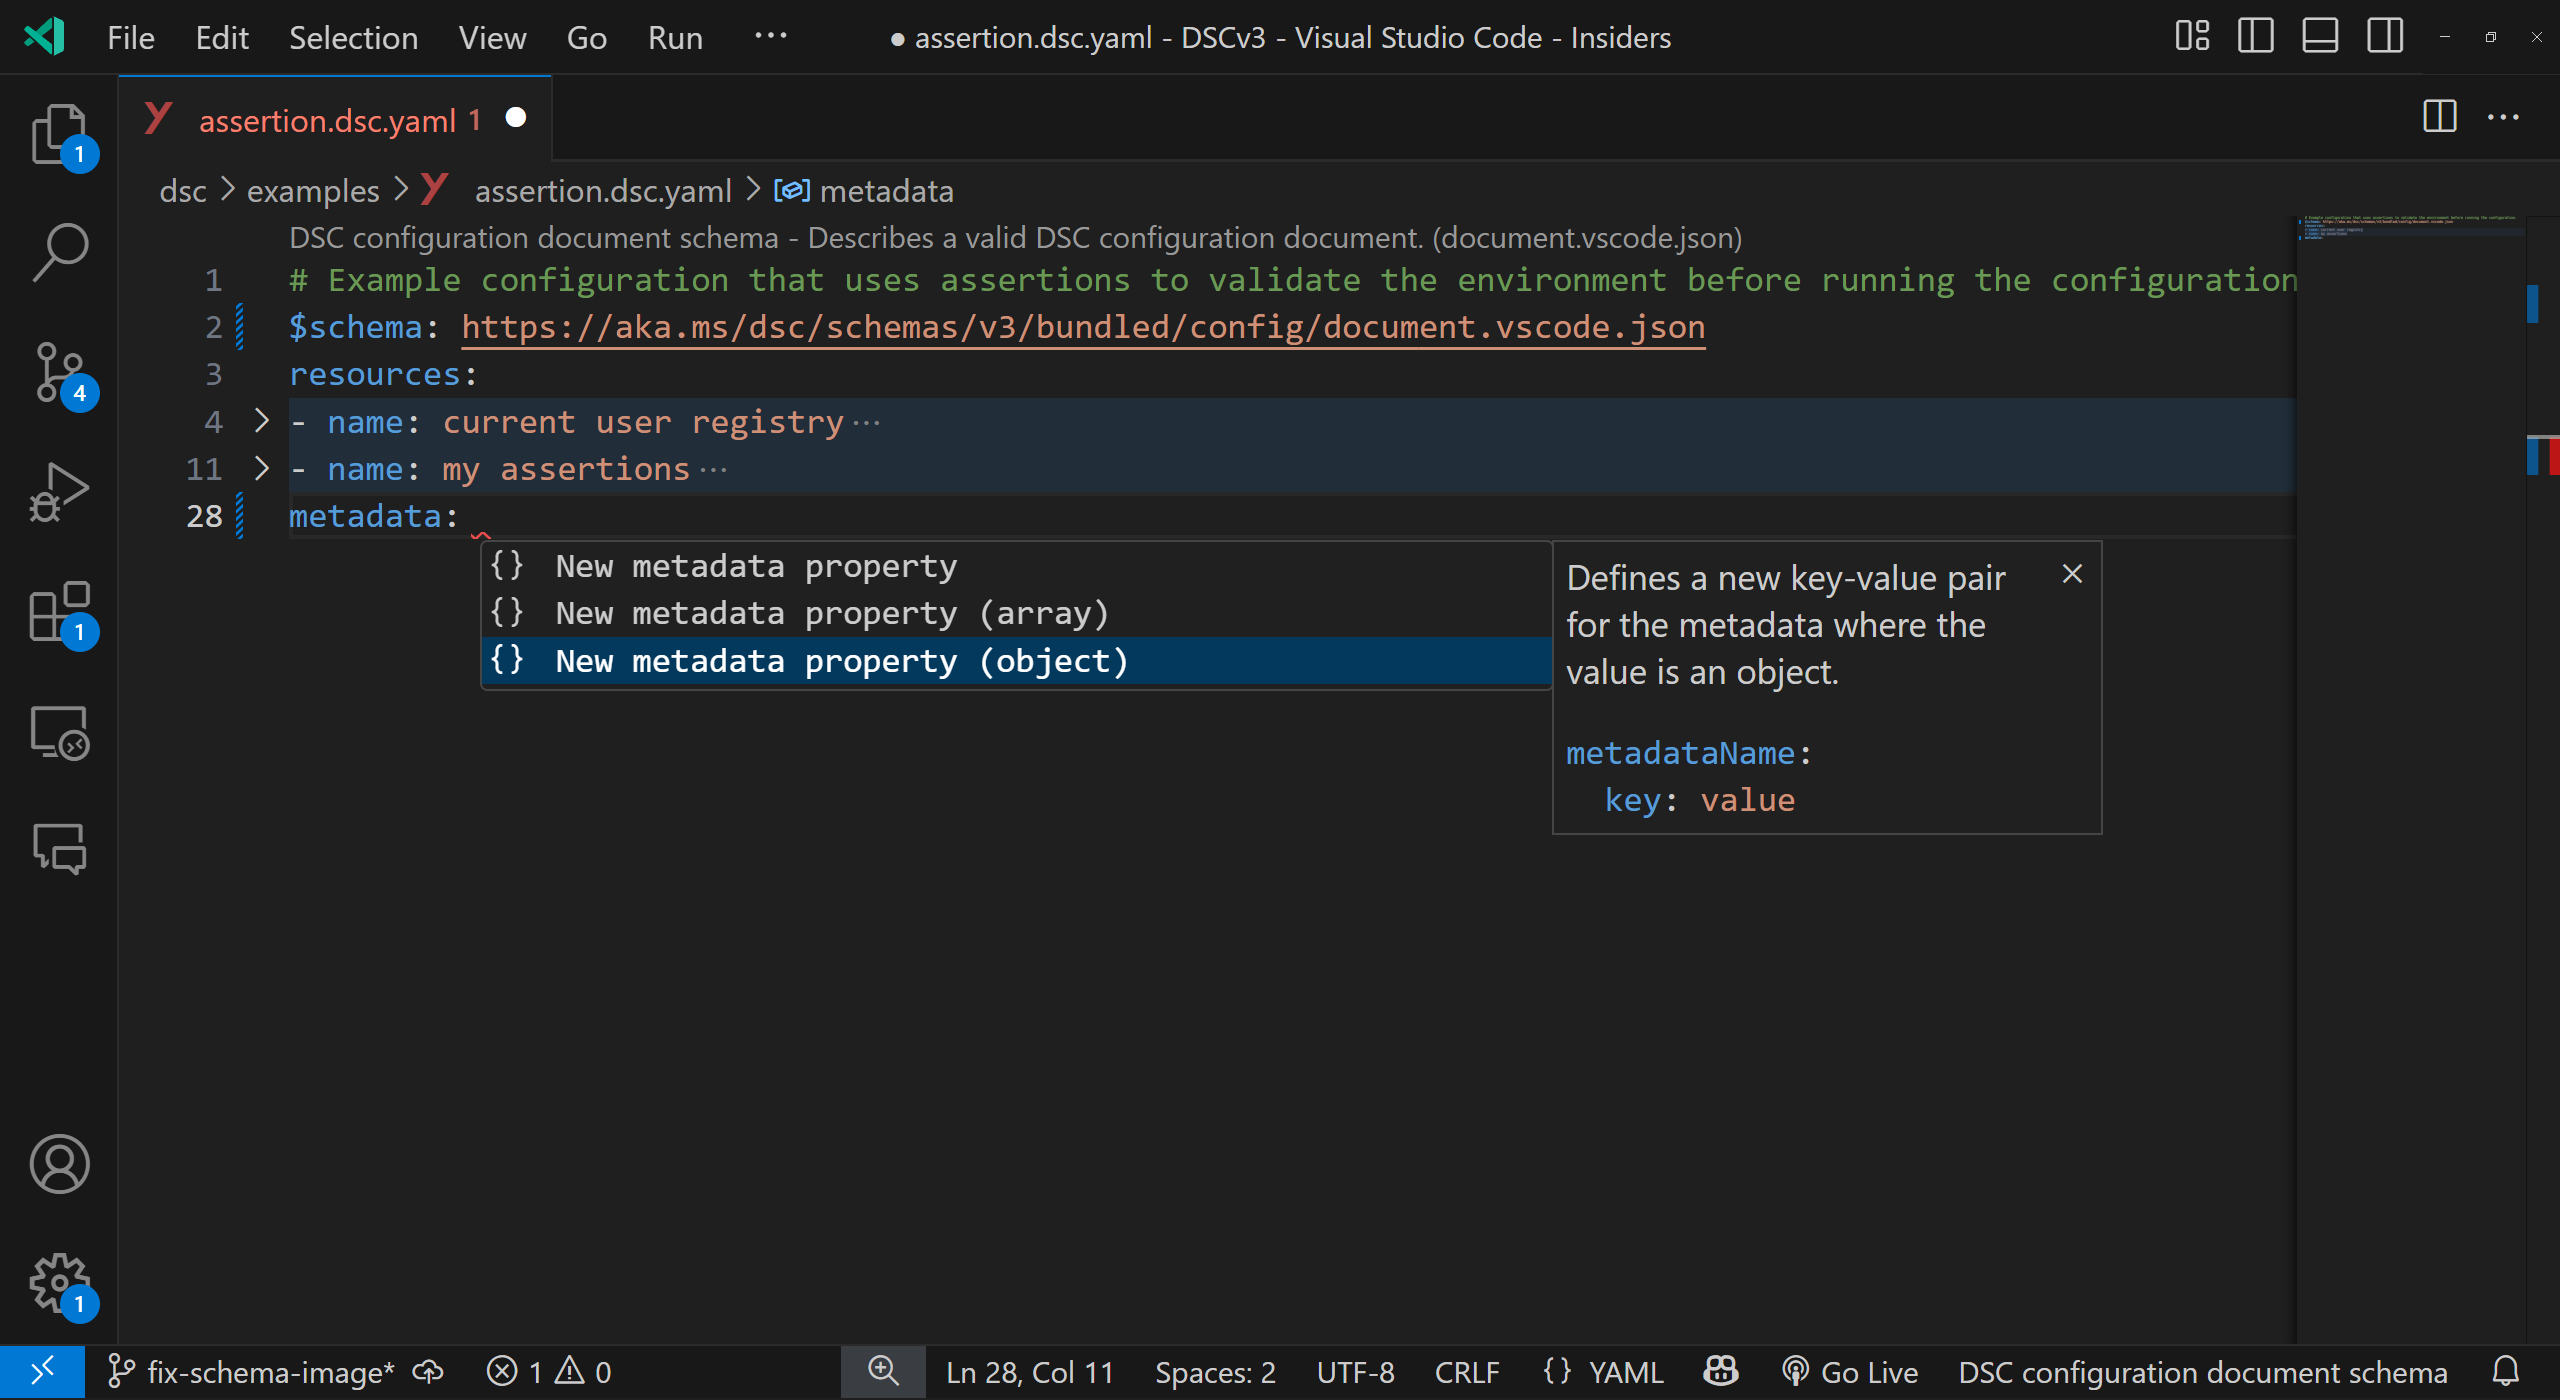 File Edit Selection View Go Run ··· ● assertion.dsc.yaml - DSCv3 - Visual Studio Code - Insiders
assertion.dsc.yaml 1
dsc > examples > assertion.dsc.yaml > metadata
DSC configuration document schema - Describes a valid DSC configuration document. (document.vscode.json)
1 # Example configuration that uses assertions to validate the environment before running the configuration
2 $schema: https://aka.ms/dsc/schemas/v3/bundled/config/document.vscode.json
3 resources:
4 - name: current user registry···
11 - name: my assertions···
28 metadata:
{} New metadata property
{} New metadata property (array)
{} New metadata property (object)
Defines a new key-value pair
for the metadata where the
value is an object.
metadataName:
key: value
1
4
1
1
fix-schema-image* 1 0 Ln 28, Col 11 Spaces: 2 UTF-8 CRLF {} YAML Go Live DSC configuration document schema